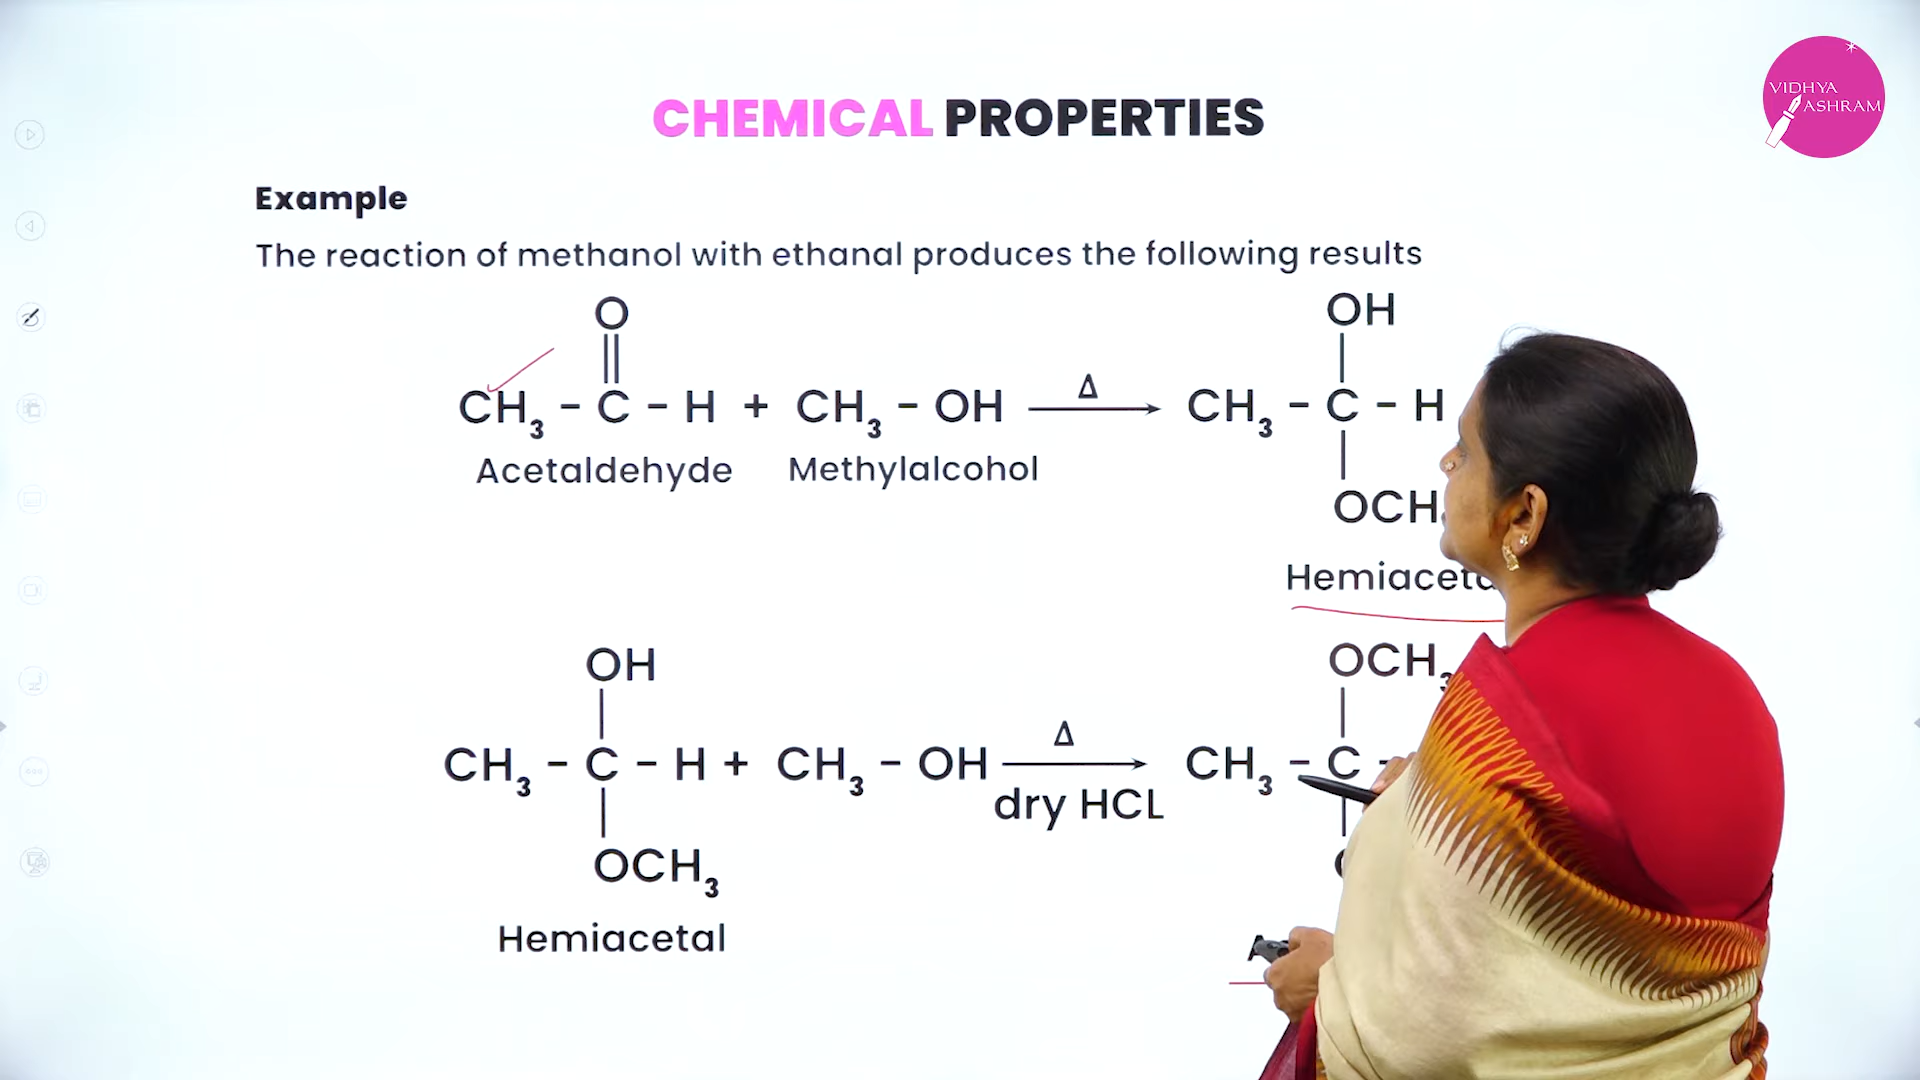 VIDHYA
ASHRAM
CHEMICAL PROPERTIES
Example
The reaction of methanol with ethanal produces the following results
O
OH
CH3 - C - H + CH3 - OH Δ CH3 - C - H
Acetaldehyde Methylalcohol
OCH
OH
OCH3
CH3 - C - H + CH3 - OH Δ CH3 - C -
dry HCL
OCH3
Hemiacetal